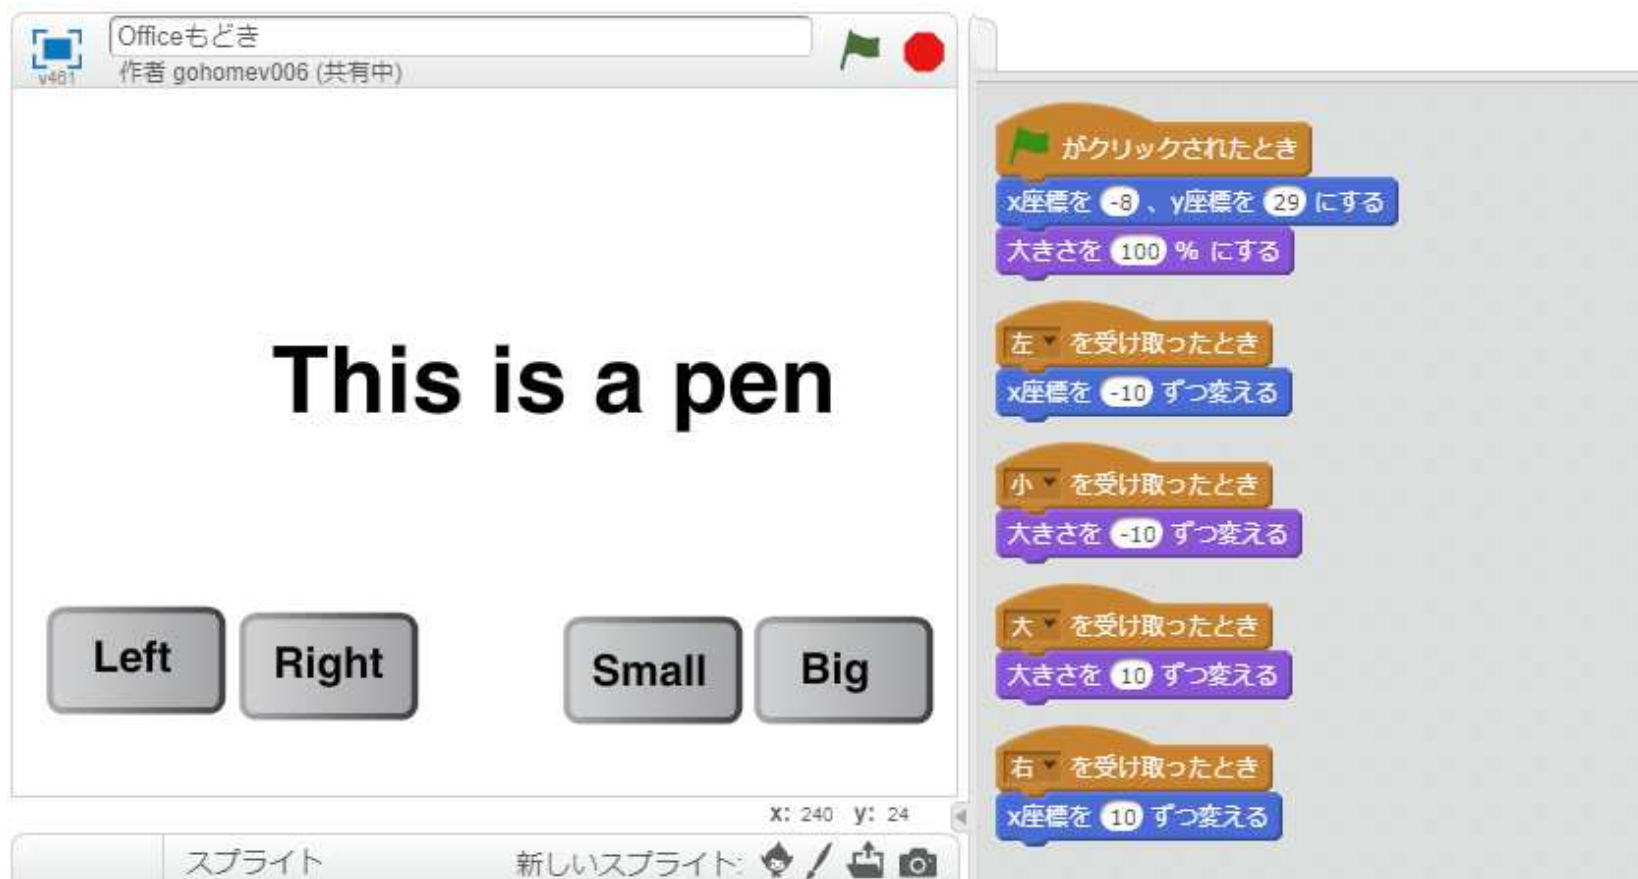 Officeもどき
v461
作者 gohomev006 (共有中)
This is a pen
Left
Right
Small
Big
x: 240 y: 24
スプライト
新しいスプライト:
がクリックされたとき
x座標を -8 、y座標を 29 にする
大きさを 100 % にする
左 を受け取ったとき
x座標を -10 ずつ変える
小 を受け取ったとき
大きさを -10 ずつ変える
大 を受け取ったとき
大きさを 10 ずつ変える
右 を受け取ったとき
x座標を 10 ずつ変える